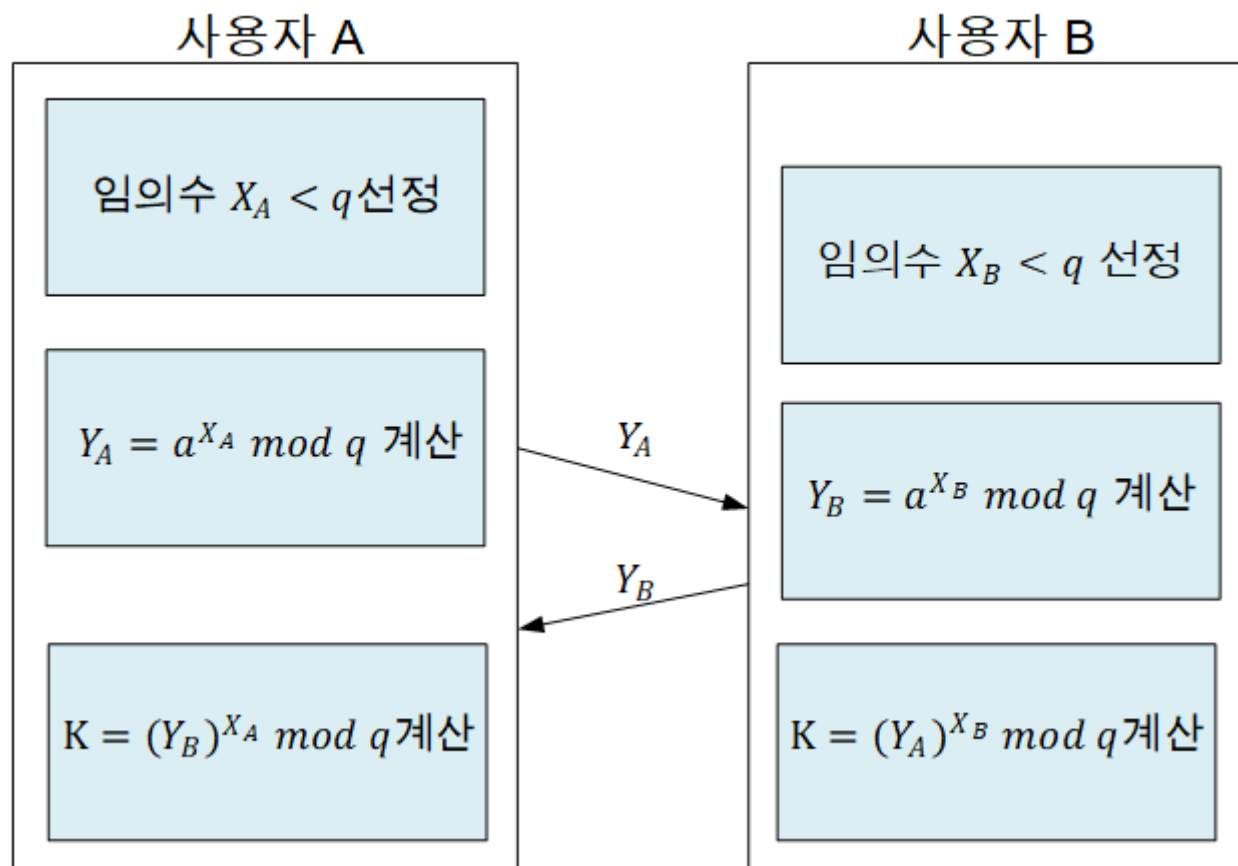 사용자 A
임의수 X_A < q선정
Y_A = a^{X_A} mod q 계산
K = (Y_B)^{X_A} mod q계산
Y_A
Y_B
사용자 B
임의수 X_B < q 선정
Y_B = a^{X_B} mod q 계산
K = (Y_A)^{X_B} mod q계산